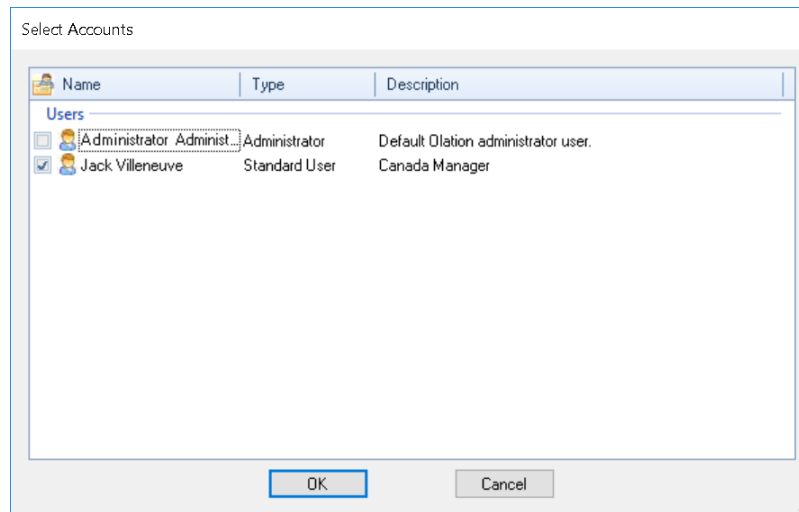 Select Accounts
Name Type Description
Users
Administrator Administ... Administrator Default Olation administrator user.
Jack Villeneuve Standard User Canada Manager
OK Cancel